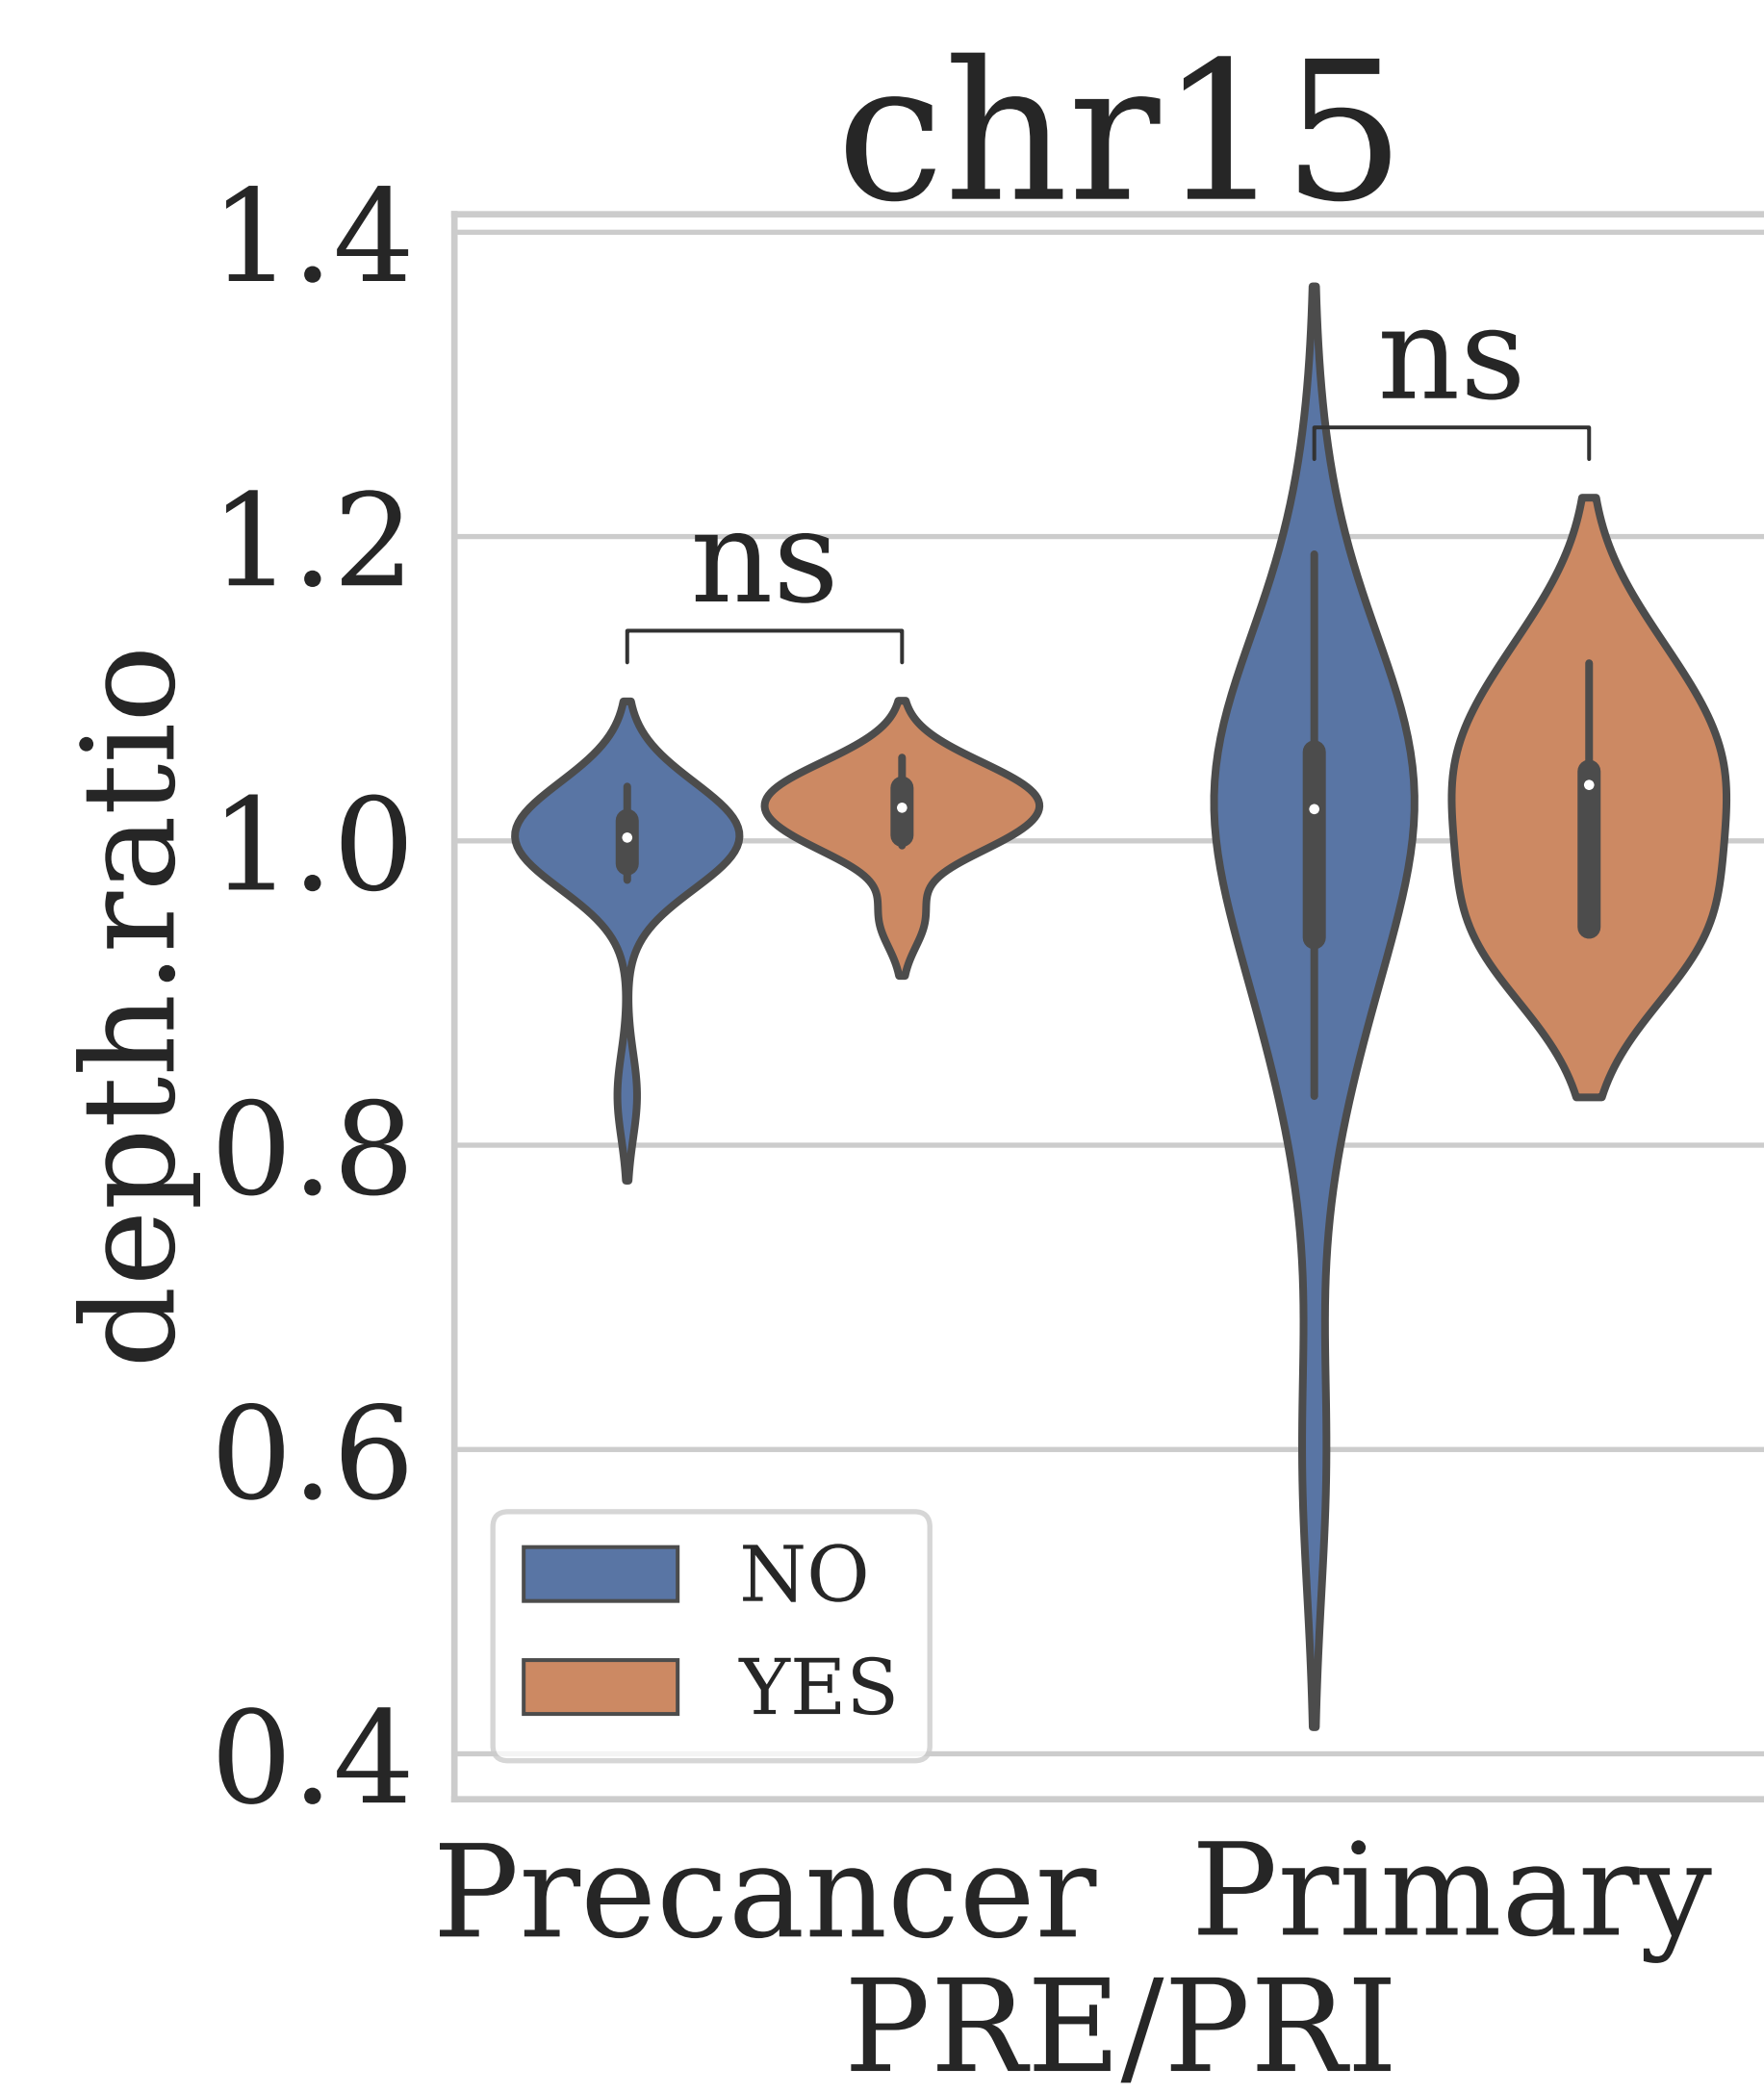 chr15
1.4
1.2
1.0
0.8
0.6
0.4
depth.ratio
ns
ns
NO
YES
Precancer Primary
PRE/PRI